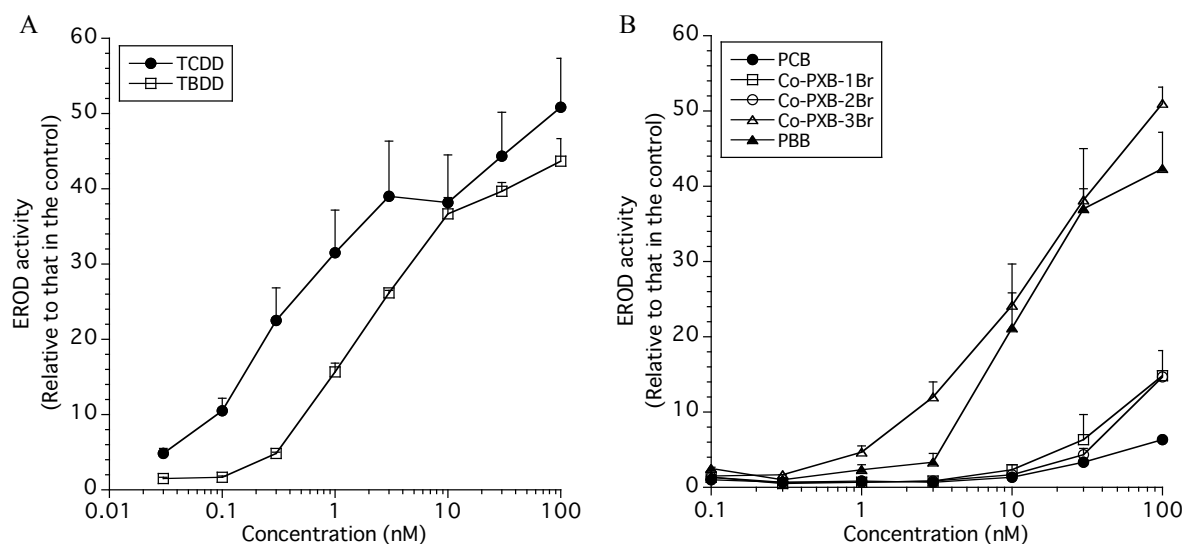 A
TCDD
TBDD
EROD activity
(Relative to that in the control)
60
50
40
30
20
10
0
0.01
0.1
1
10
100
Concentration (nM)
B
PCB
Co-PXB-1Br
Co-PXB-2Br
Co-PXB-3Br
PBB
EROD activity
(Relative to that in the control)
60
50
40
30
20
10
0
0.1
1
10
100
Concentration (nM)